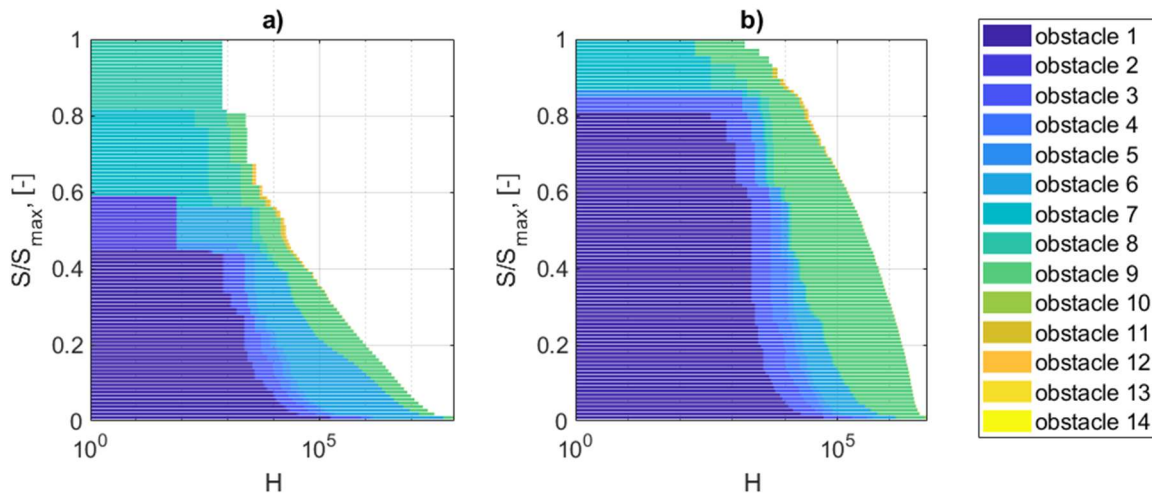 a)
b)
1
0.8
0.6
0.4
0.2
0
S/S_max, [-]
10^0
10^5
H
1
0.8
0.6
0.4
0.2
0
S/S_max, [-]
10^0
10^5
H
obstacle 1
obstacle 2
obstacle 3
obstacle 4
obstacle 5
obstacle 6
obstacle 7
obstacle 8
obstacle 9
obstacle 10
obstacle 11
obstacle 12
obstacle 13
obstacle 14